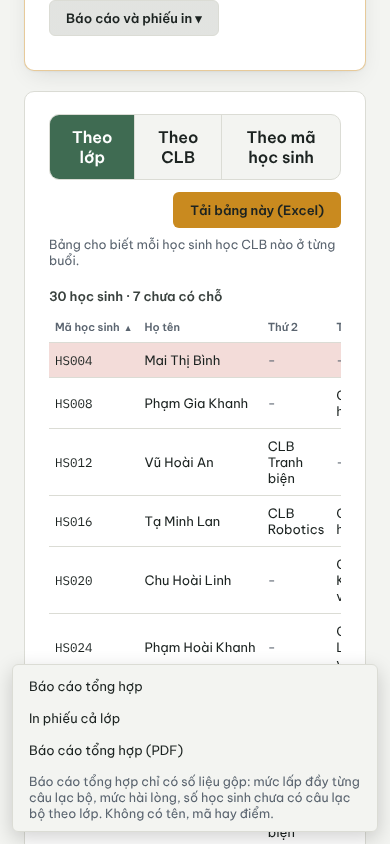 Báo cáo và phiếu in ▾
Theo lớp
Theo CLB
Theo mã học sinh
Tải bảng này (Excel)
Bảng cho biết mỗi học sinh học CLB nào ở từng
buổi.
30 học sinh · 7 chưa có chỗ
Mã học sinh ▲ Họ tên Thứ 2 T
HS004 Mai Thị Bình - -
HS008 Phạm Gia Khanh -
HS012 Vũ Hoài An CLB Tranh biện -
HS016 Tạ Minh Lan CLB Robotics
HS020 Chu Hoài Linh -
HS024 Phạm Hoài Khanh -
Báo cáo tổng hợp
In phiếu cả lớp
Báo cáo tổng hợp (PDF)
Báo cáo tổng hợp chỉ có số liệu gộp: mức lấp đầy từng
câu lạc bộ, mức hài lòng, số học sinh chưa có câu lạc
bộ theo lớp. Không có tên, mã hay điểm.
biện